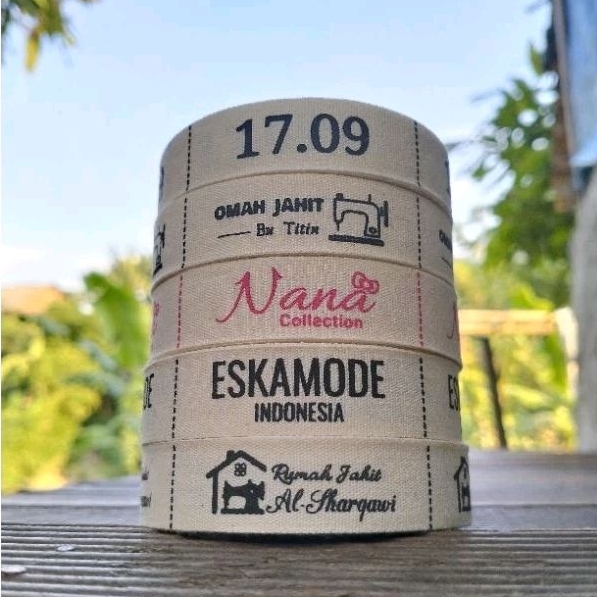 17.09
OMAH JAHIT
Bu Titin
Nana
Collection
ESKAMODE
INDONESIA
Rumah Jahit
Al-Sharqawi